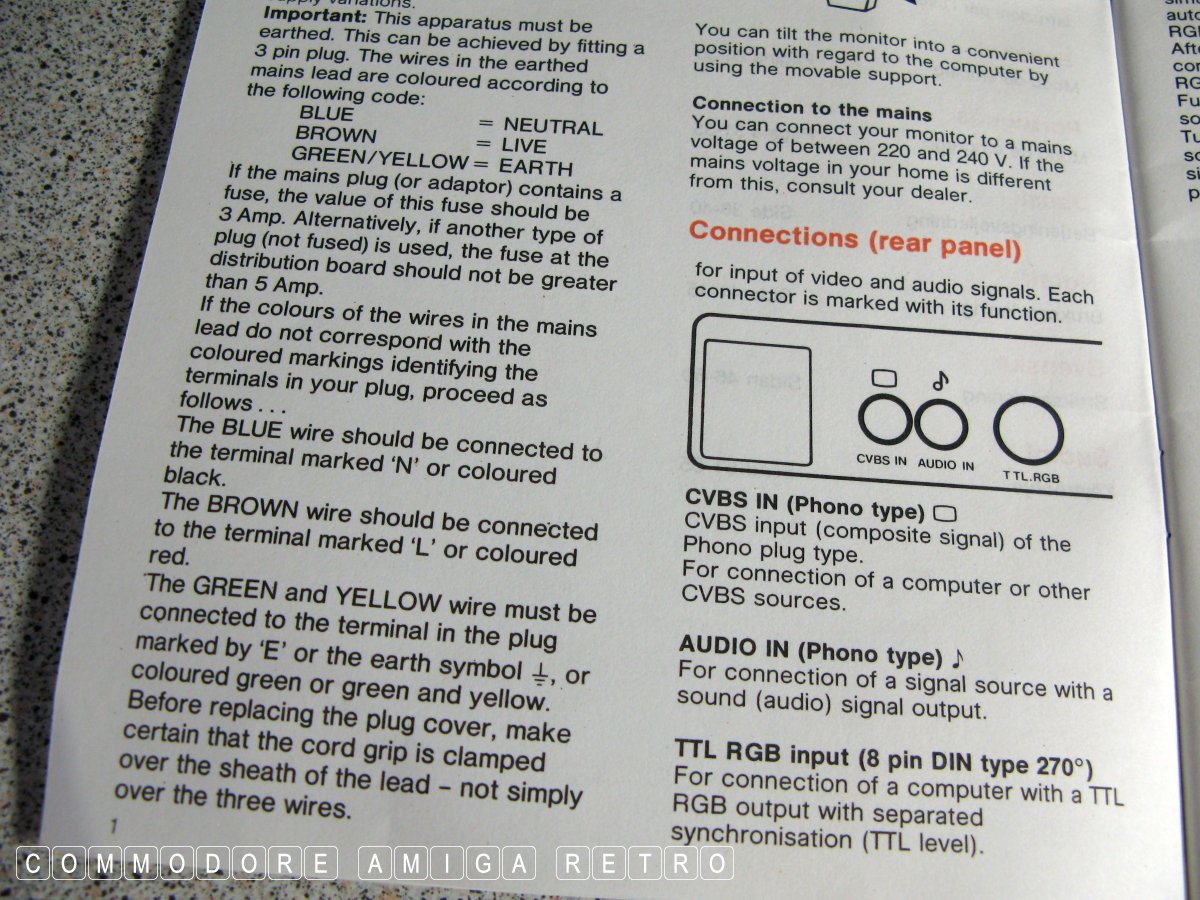 supply variations.
Important: This apparatus must be
earthed. This can be achieved by fitting a
3 pin plug. The wires in the earthed
mains lead are coloured according to
the following code:
BLUE = NEUTRAL
BROWN = LIVE
GREEN/YELLOW = EARTH
If the mains plug (or adaptor) contains a
fuse, the value of this fuse should be
3 Amp. Alternatively, if another type of
plug (not fused) is used, the fuse at the
distribution board should not be greater
than 5 Amp.
If the colours of the wires in the mains
lead do not correspond with the
coloured markings identifying the
terminals in your plug, proceed as
follows . . .
The BLUE wire should be connected to
the terminal marked ‘N’ or coloured
black.
The BROWN wire should be connected
to the terminal marked ‘L’ or coloured
red.
The GREEN and YELLOW wire must be
connected to the terminal in the plug
marked by ‘E’ or the earth symbol ⏚, or
coloured green or green and yellow.
Before replacing the plug cover, make
certain that the cord grip is clamped
over the sheath of the lead – not simply
over the three wires.
1
You can tilt the monitor into a convenient
position with regard to the computer by
using the movable support.
Connection to the mains
You can connect your monitor to a mains
voltage of between 220 and 240 V. If the
mains voltage in your home is different
from this, consult your dealer.
Connections (rear panel)
for input of video and audio signals. Each
connector is marked with its function.
♪
CVBS IN AUDIO IN TTL.RGB
CVBS IN (Phono type)
CVBS input (composite signal) of the
Phono plug type.
For connection of a computer or other
CVBS sources.
AUDIO IN (Phono type) ♪
For connection of a signal source with a
sound (audio) signal output.
TTL RGB input (8 pin DIN type 270°)
For connection of a computer with a TTL
RGB output with separated
synchronisation (TTL level).
COMMODORE AMIGA RETRO